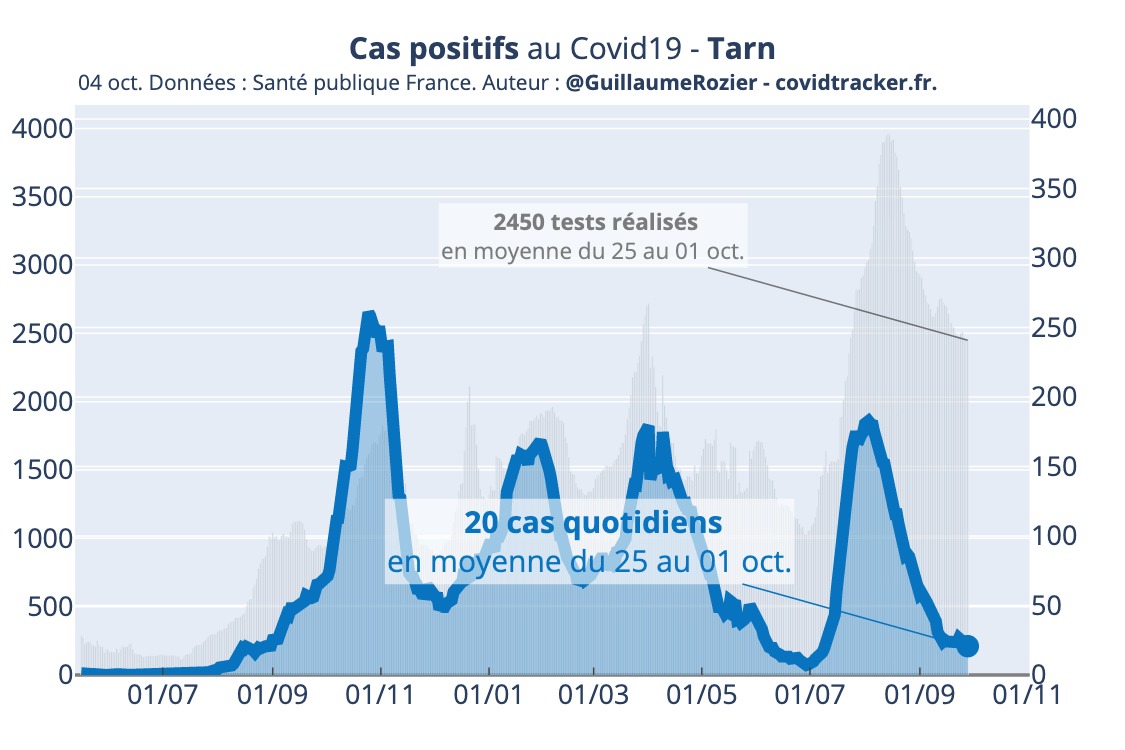 Cas positifs au Covid19 - Tarn
04 oct. Données : Santé publique France. Auteur : @GuillaumeRozier - covidtracker.fr.
4000
3500
3000
2500
2000
1500
1000
500
0
400
350
300
250
200
150
100
50
0
2450 tests réalisés
en moyenne du 25 au 01 oct.
20 cas quotidiens
en moyenne du 25 au 01 oct.
01/07 01/09 01/11 01/01 01/03 01/05 01/07 01/09 01/11